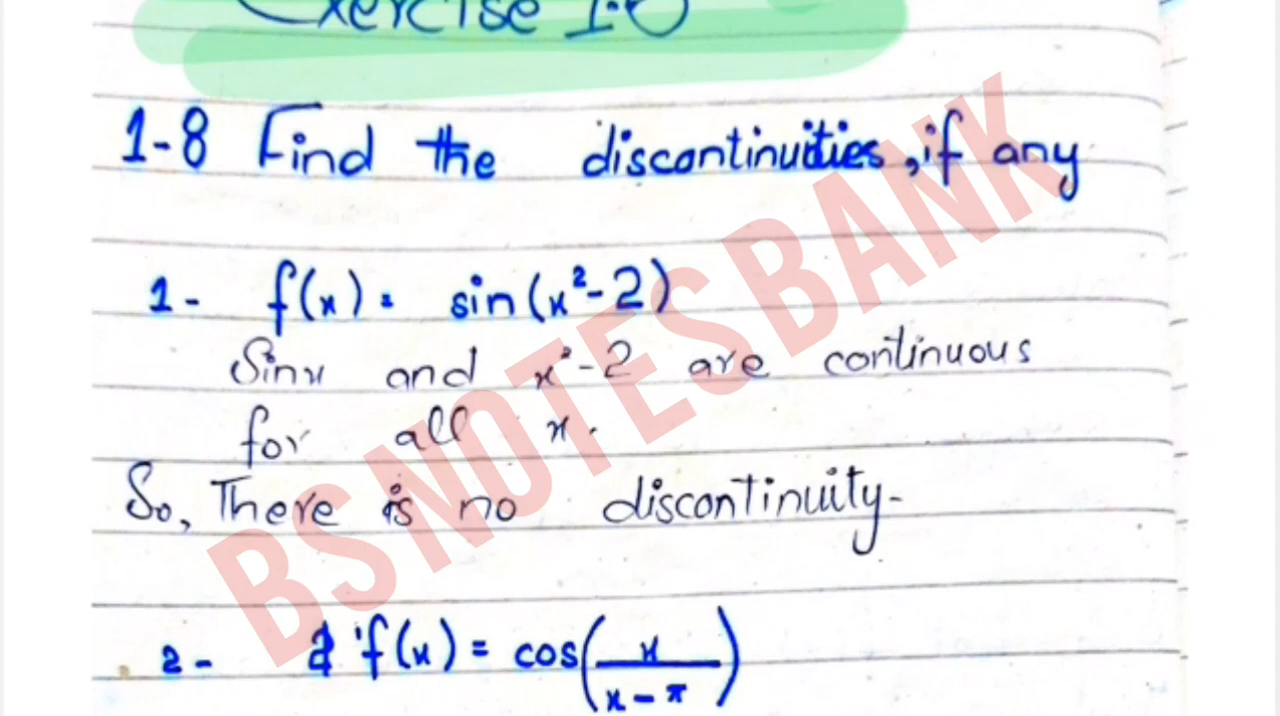 Exercise 1.6
1-8 Find the discontinuities, if any
1- f(x) = sin(x²-2)
Sinx and x²-2 are continuous
for all x.
So, There is no discontinuity-
2- f(x) = cos(x/x-π)
BSNOTESBANK